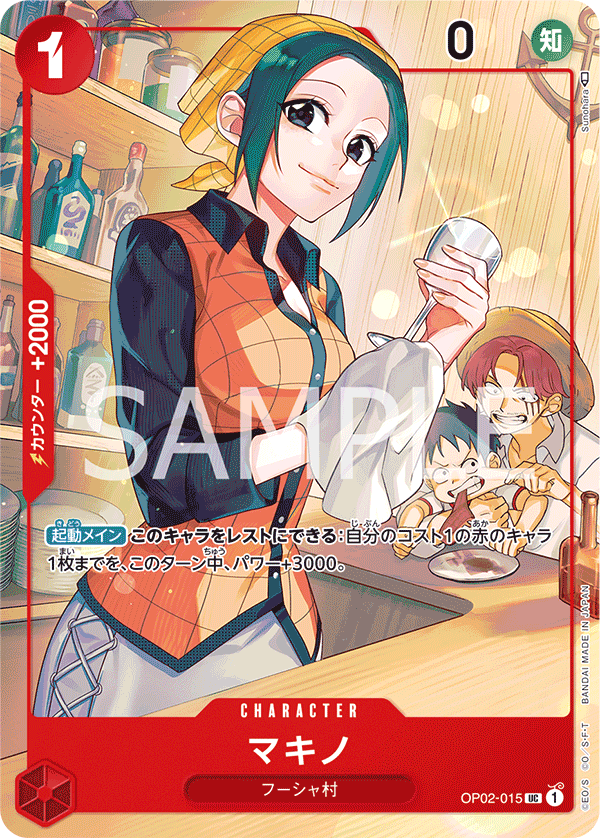 1
0
知
Sunohara
カウンター +2000
SAMPLE
起動メイン このキャラをレストにできる：自分のコスト1の赤のキャラ
1枚までを、このターン中、パワー+3000。
©E.O/S ©O／S・F・T BANDAI MADE IN JAPAN
CHARACTER
マキノ
フーシャ村
OP02-015 UC 1